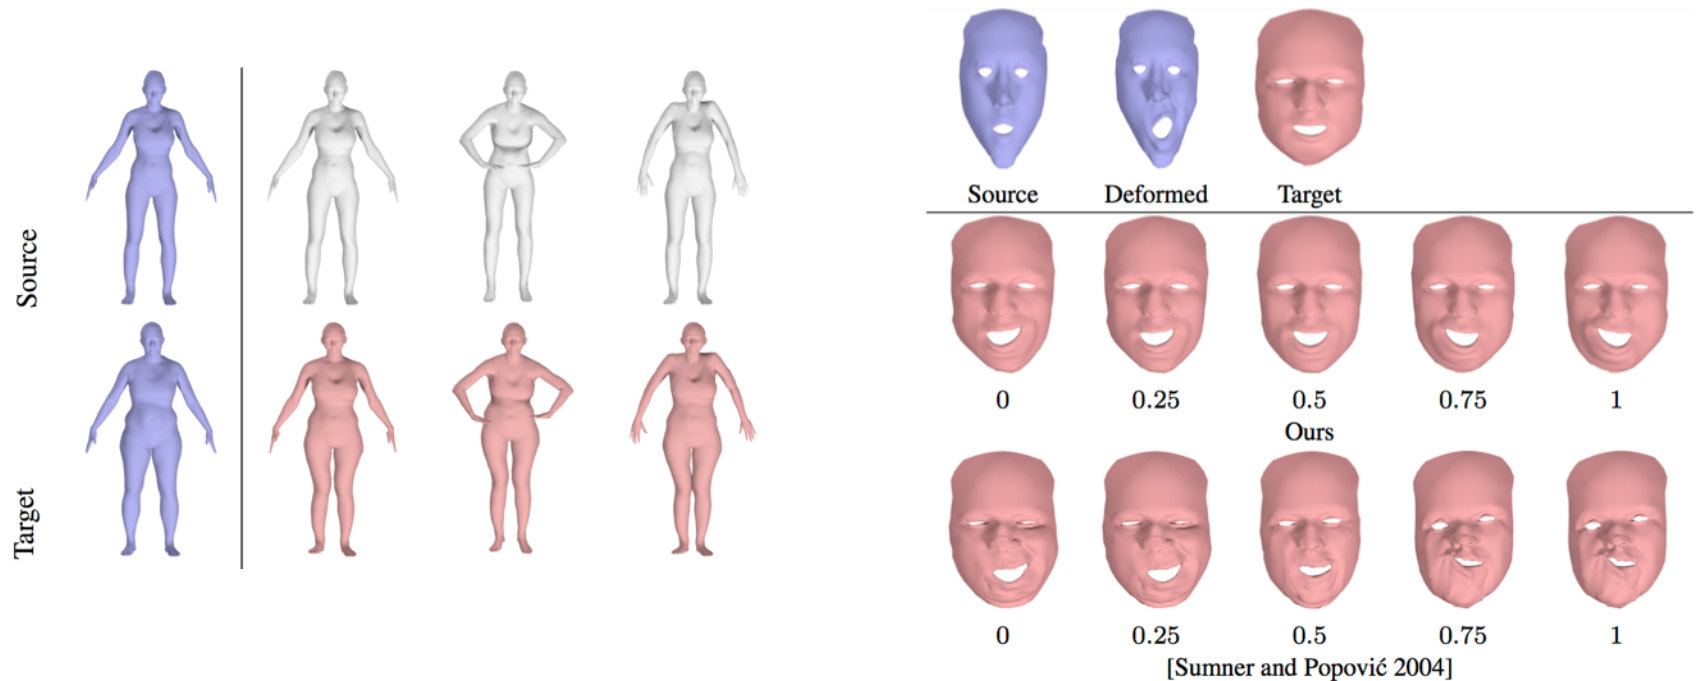 Source
Target
Source Deformed Target
0 0.25 0.5 0.75 1
Ours
0 0.25 0.5 0.75 1
[Sumner and Popović 2004]